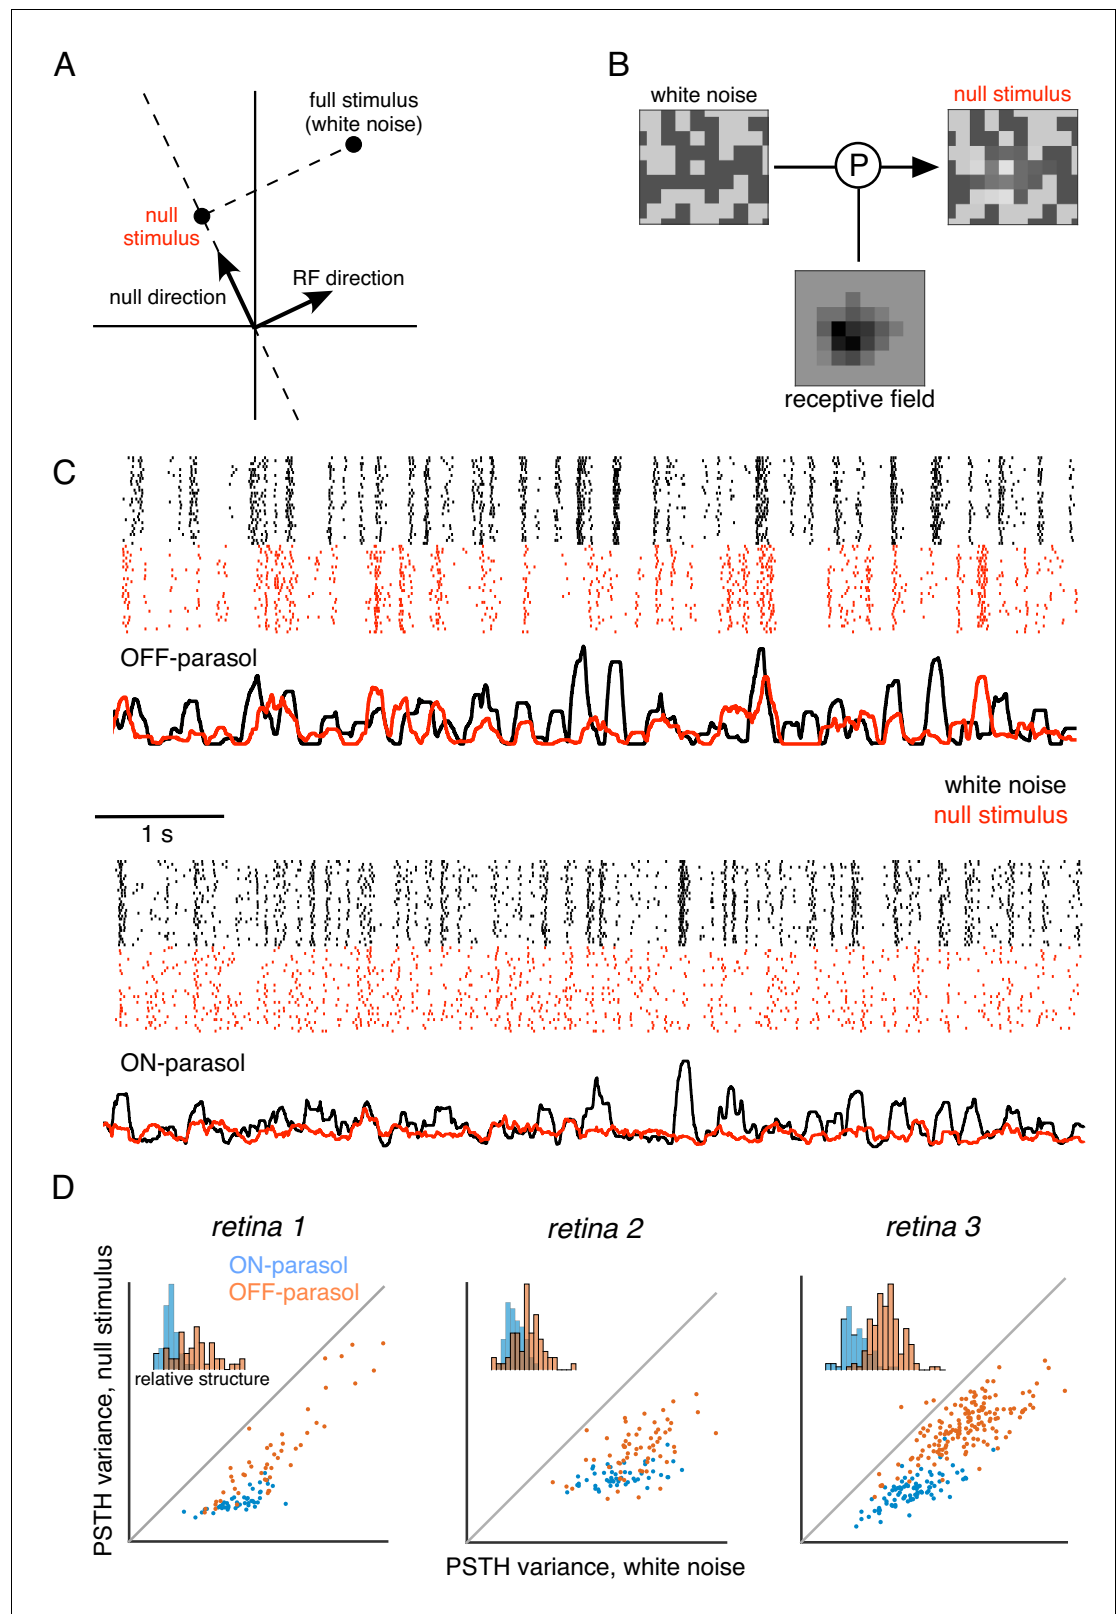 A
full stimulus
(white noise)
null
stimulus
null direction
RF direction
B
white noise
null stimulus
P
receptive field
C
OFF-parasol
white noise
null stimulus
1 s
ON-parasol
D
retina 1
retina 2
retina 3
ON-parasol
OFF-parasol
relative structure
PSTH variance, null stimulus
PSTH variance, white noise